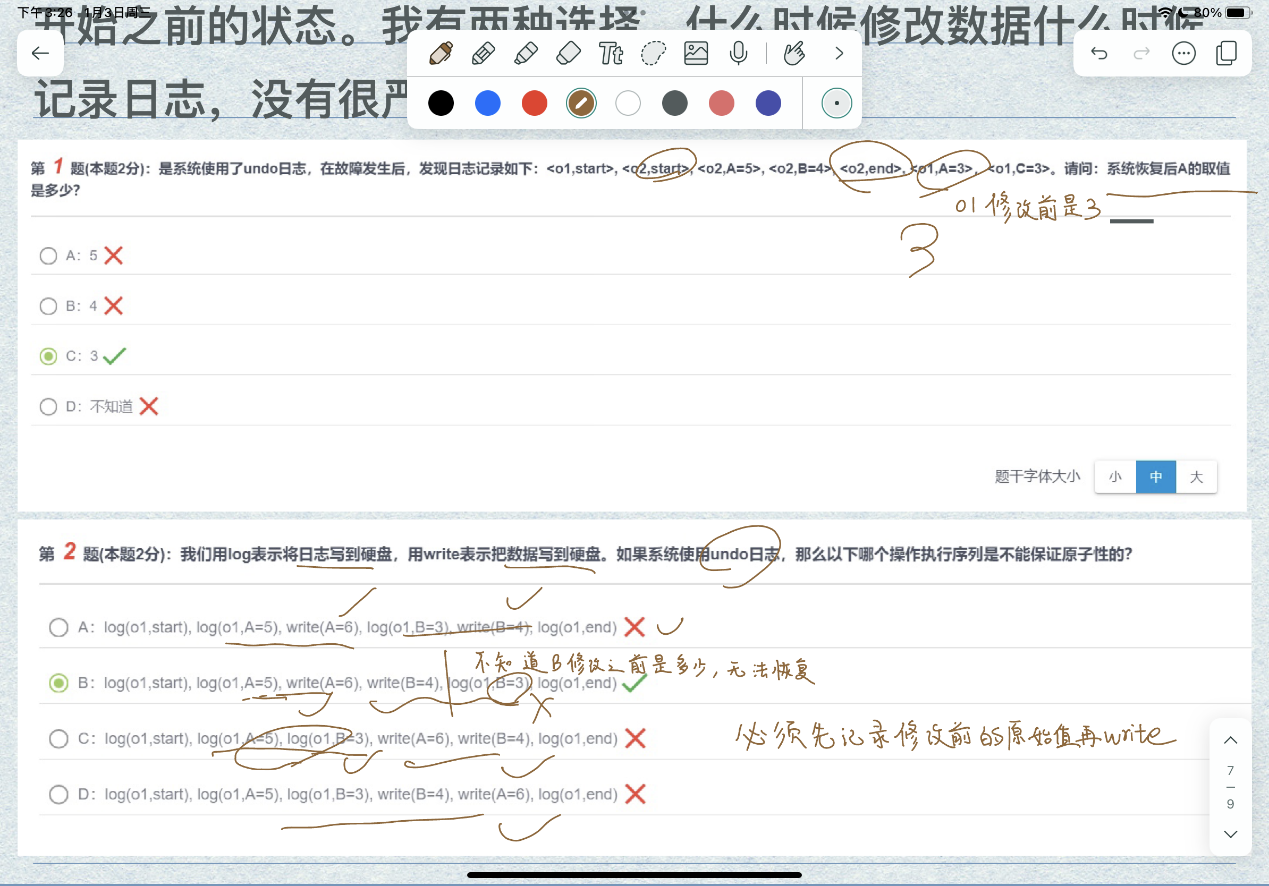 下午3:26 1月3日周三
80%
开始之前的状态。我有两种选择：什么时候修改数据什么时候
记录日志，没有很严
Tt
第 1 题(本题2分)：是系统使用了undo日志，在故障发生后，发现日志记录如下：<o1,start>, <o2,start>, <o2,A=5>, <o2,B=4>, <o2,end>, <o1,A=3>, <o1,C=3>。请问：系统恢复后A的取值
是多少?
O1 修改前是3
3
A：5
B：4
C：3
D：不知道
题干字体大小 小 中 大
第 2 题(本题2分)：我们用log表示将日志写到硬盘，用write表示把数据写到硬盘。如果系统使用undo日志，那么以下哪个操作执行序列是不能保证原子性的?
A：log(o1,start), log(o1,A=5), write(A=6), log(o1,B=3), write(B=4), log(o1,end)
不知道B修改之前是多少，无法恢复
B：log(o1,start), log(o1,A=5), write(A=6), write(B=4), log(o1,B=3), log(o1,end)
C：log(o1,start), log(o1,A=5), log(o1,B=3), write(A=6), write(B=4), log(o1,end)
必须先记录修改前的原始值再write
D：log(o1,start), log(o1,A=5), log(o1,B=3), write(B=4), write(A=6), log(o1,end)
7
9